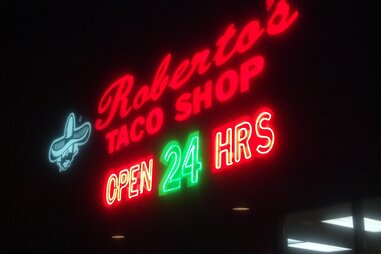 Roberto's
TACO SHOP
OPEN 24 HRS